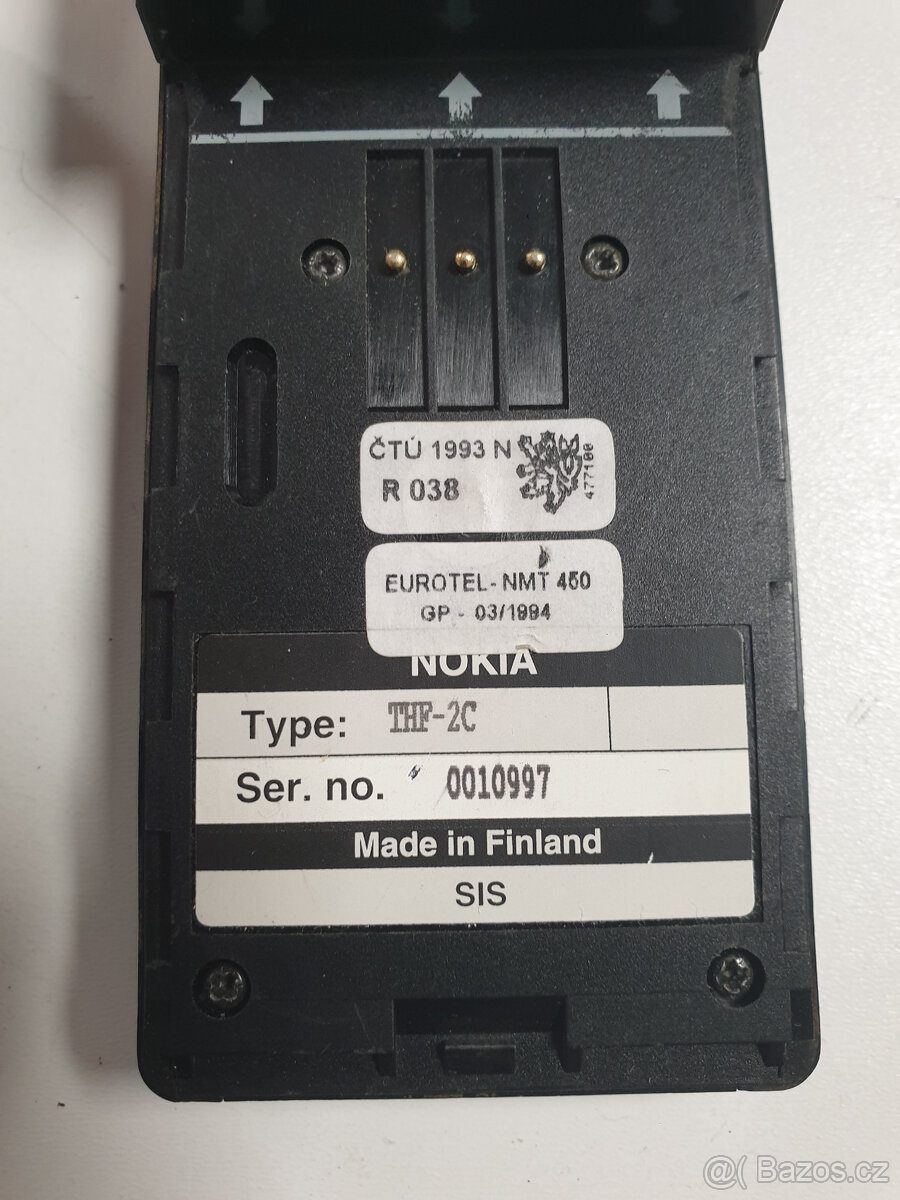 ČTÚ 1993 N
R 038
477100
EUROTEL- NMT 450
GP - 03/1994
NOKIA
Type: THF-2C
Ser. no. 0010997
Made in Finland
SIS
@( Bazos.cz